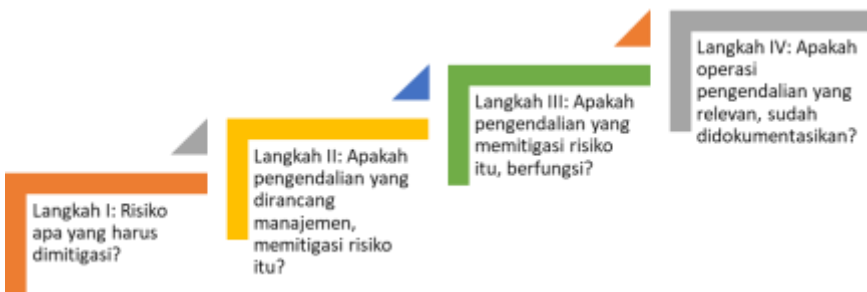 Langkah I: Risiko
apa yang harus
dimitigasi?
Langkah II: Apakah
pengendalian yang
dirancang
manajemen,
memitigasi risiko
itu?
Langkah III: Apakah
pengendalian yang
memitigasi risiko
itu, berfungsi?
Langkah IV: Apakah
operasi
pengendalian yang
relevan, sudah
didokumentasikan?